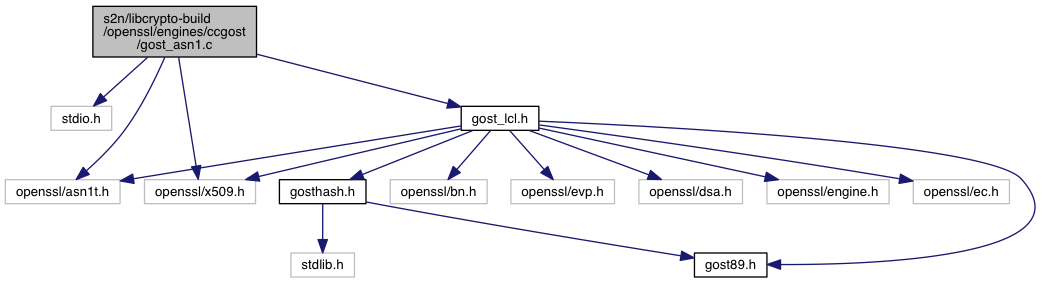 s2n/libcrypto-build
/openssl/engines/ccgost
/gost_asn1.c
stdio.h
gost_lcl.h
openssl/asn1t.h
openssl/x509.h
gosthash.h
openssl/bn.h
openssl/evp.h
openssl/dsa.h
openssl/engine.h
openssl/ec.h
stdlib.h
gost89.h